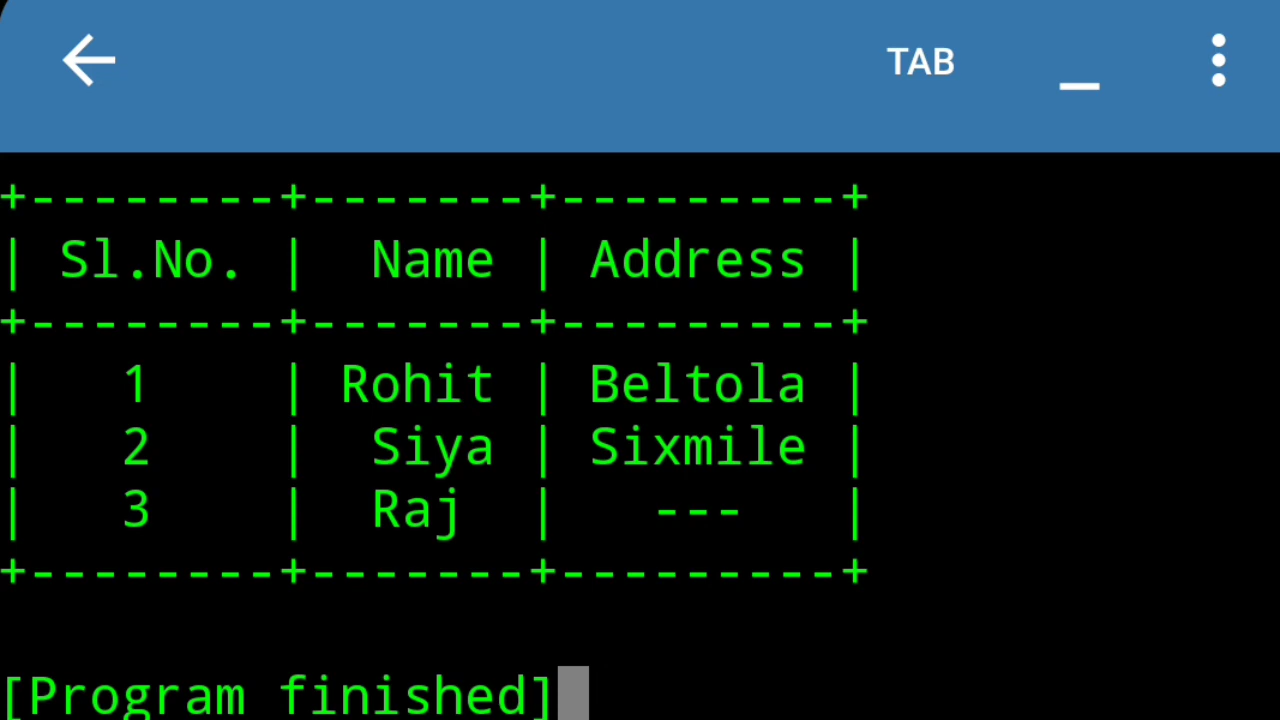 TAB
+--------+-------+---------+
| Sl.No. |  Name | Address |
+--------+-------+---------+
|   1    | Rohit | Beltola |
|   2    |  Siya | Sixmile |
|   3    |  Raj  |   ---   |
+--------+-------+---------+
[Program finished]